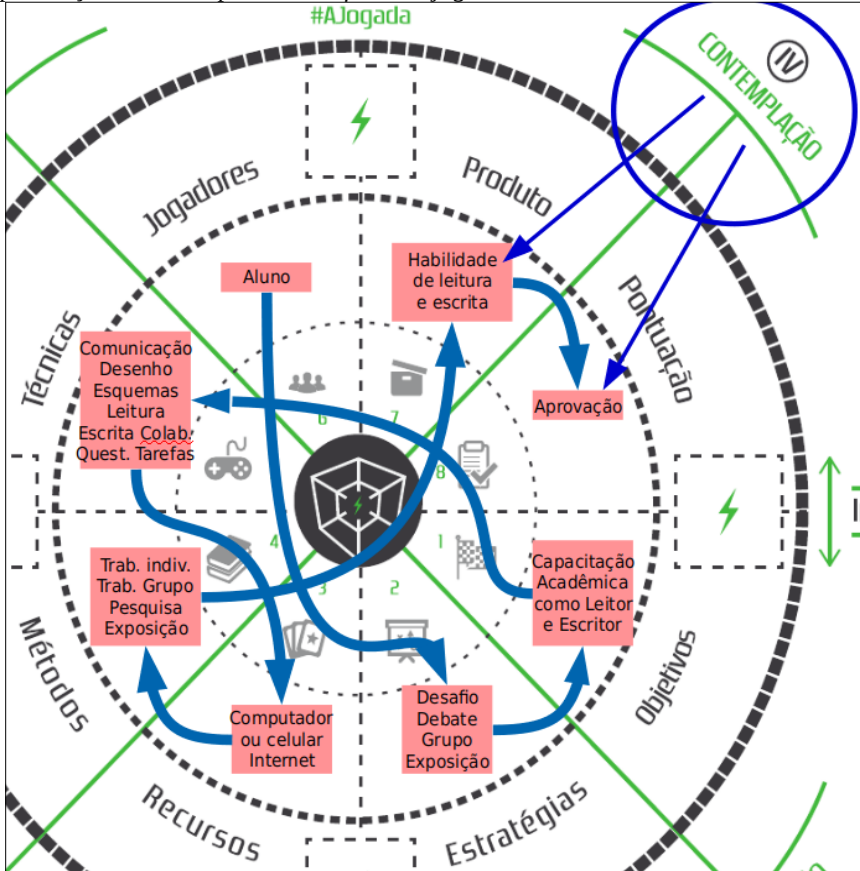 #AJogada
IV
CONTEMPLAÇÃO
Jogadores
Produto
Aluno
Habilidade
de leitura
e escrita
Técnicas
Pontuação
Comunicação
Desenho
Esquemas
Leitura
Escrita Colab.
Quest. Tarefas
Aprovação
6
7
8
4
1
3
2
Trab. indiv.
Trab. Grupo
Pesquisa
Exposição
Capacitação
Acadêmica
como Leitor
e Escritor
Métodos
Objetivos
Computador
ou celular
Internet
Desafio
Debate
Grupo
Exposição
Recursos
Estratégias